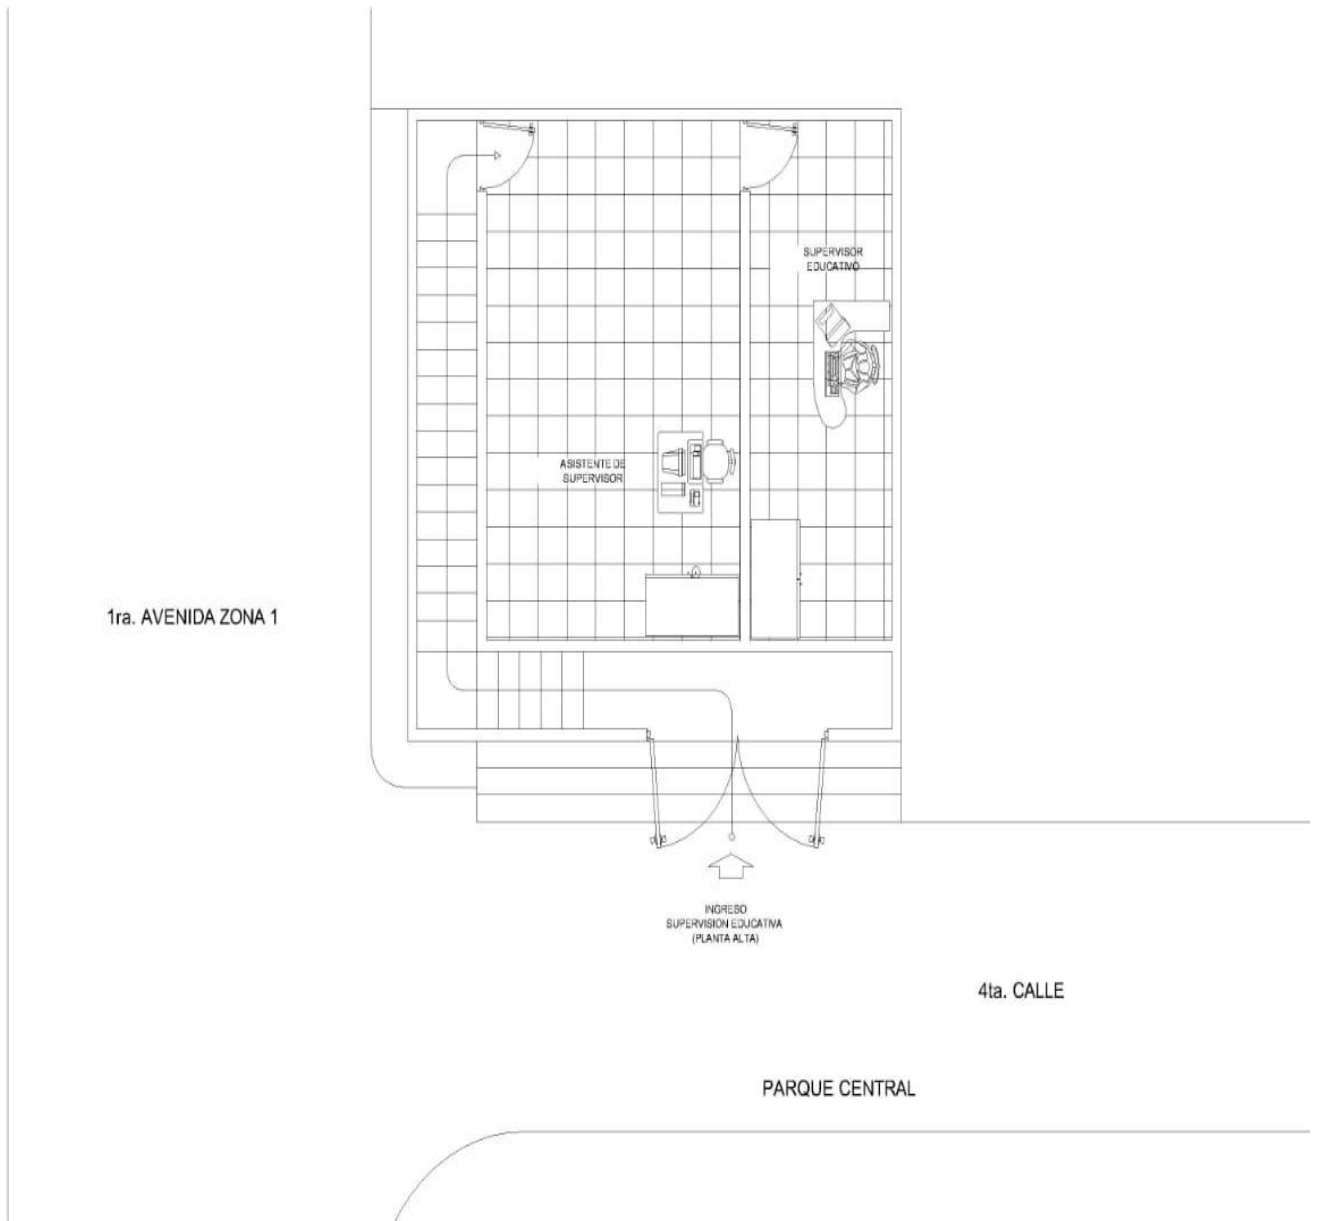 SUPERVISOR
EDUCATIVO
ASISTENTE DE
SUPERVISOR
1ra. AVENIDA ZONA 1
INGRESO
SUPERVISION EDUCATIVA
(PLANTA ALTA)
4ta. CALLE
PARQUE CENTRAL